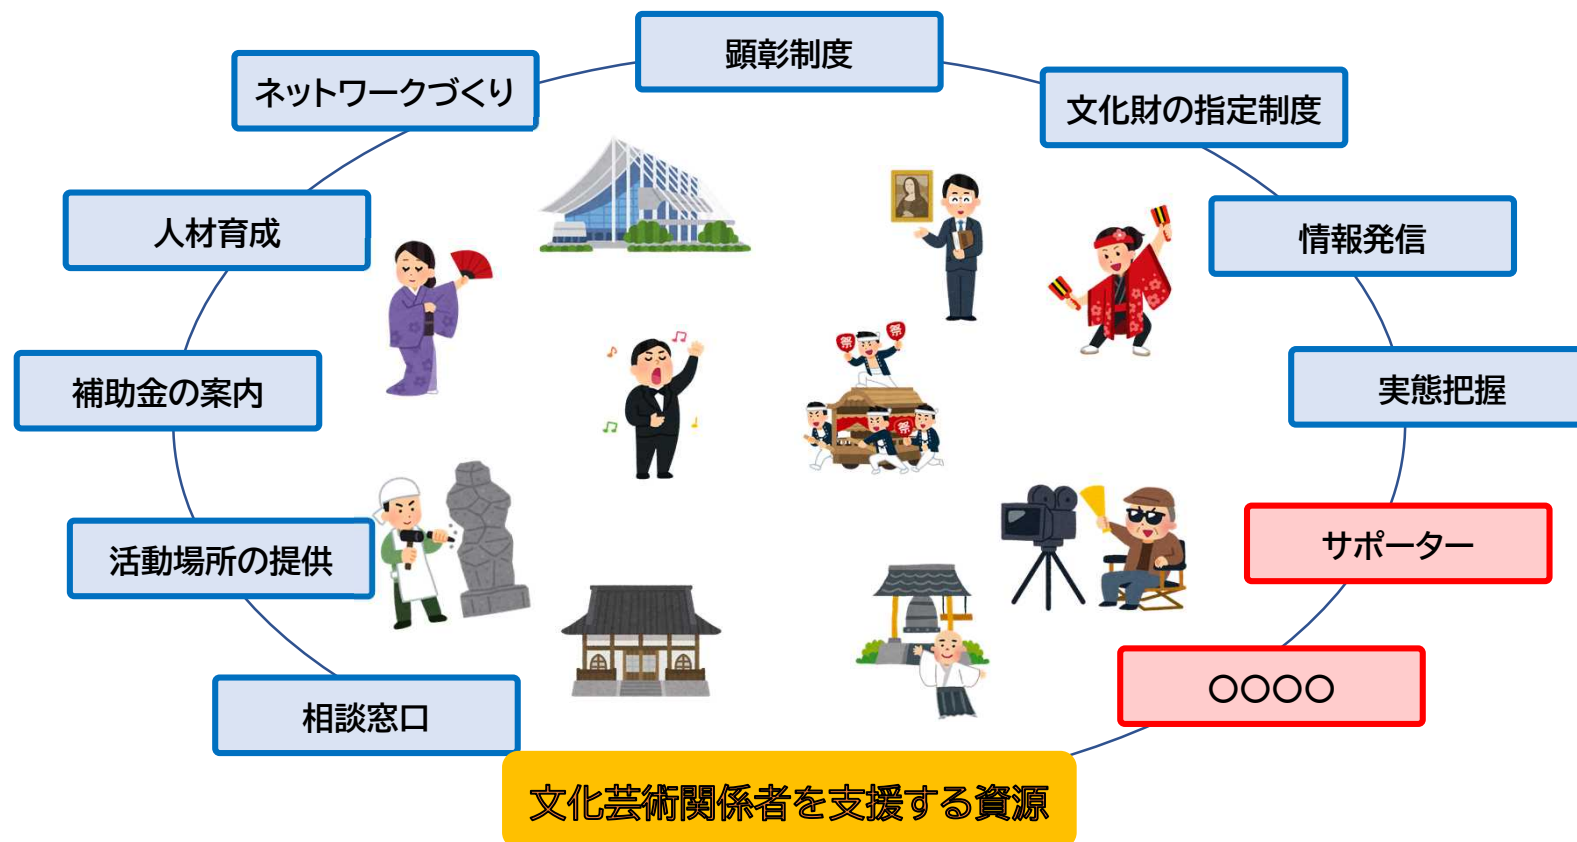 顕彰制度
ネットワークづくり
文化財の指定制度
人材育成
情報発信
補助金の案内
実態把握
活動場所の提供
サポーター
相談窓口
〇〇〇〇
文化芸術関係者を支援する資源
祭
祭
祭